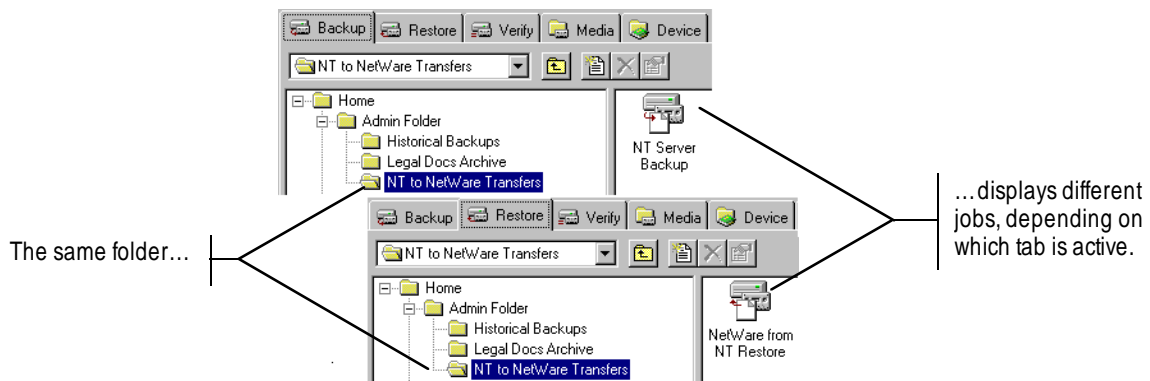 Backup Restore Verify Media Device
NT to NetWare Transfers
Home
Admin Folder
Historical Backups
Legal Docs Archive
NT to NetWare Transfers
NT Server
Backup
Backup Restore Verify Media Device
NT to NetWare Transfers
Home
Admin Folder
Historical Backups
Legal Docs Archive
NT to NetWare Transfers
NetWare from
NT Restore
The same folder…
…displays different
jobs, depending on
which tab is active.